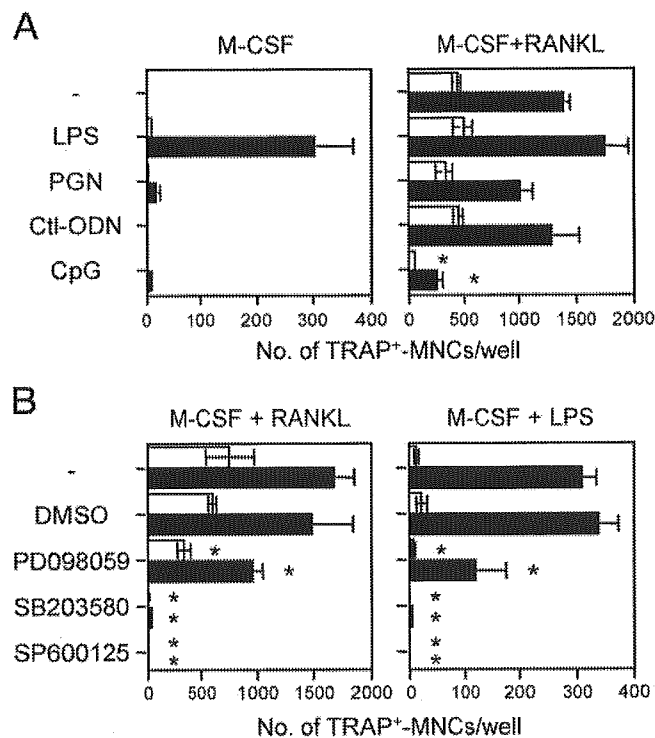 A
M-CSF
M-CSF+RANKL
-
LPS
PGN
Ctl-ODN
CpG
*
*
0 100 200 300 400
0 500 1000 1500 2000
No. of TRAP⁺-MNCs/well
B
M-CSF + RANKL
M-CSF + LPS
-
DMSO
PD098059
SB203580
SP600125
* * * *
* *
* *
* *
* *
0 500 1000 1500 2000
0 100 200 300 400
No. of TRAP⁺-MNCs/well